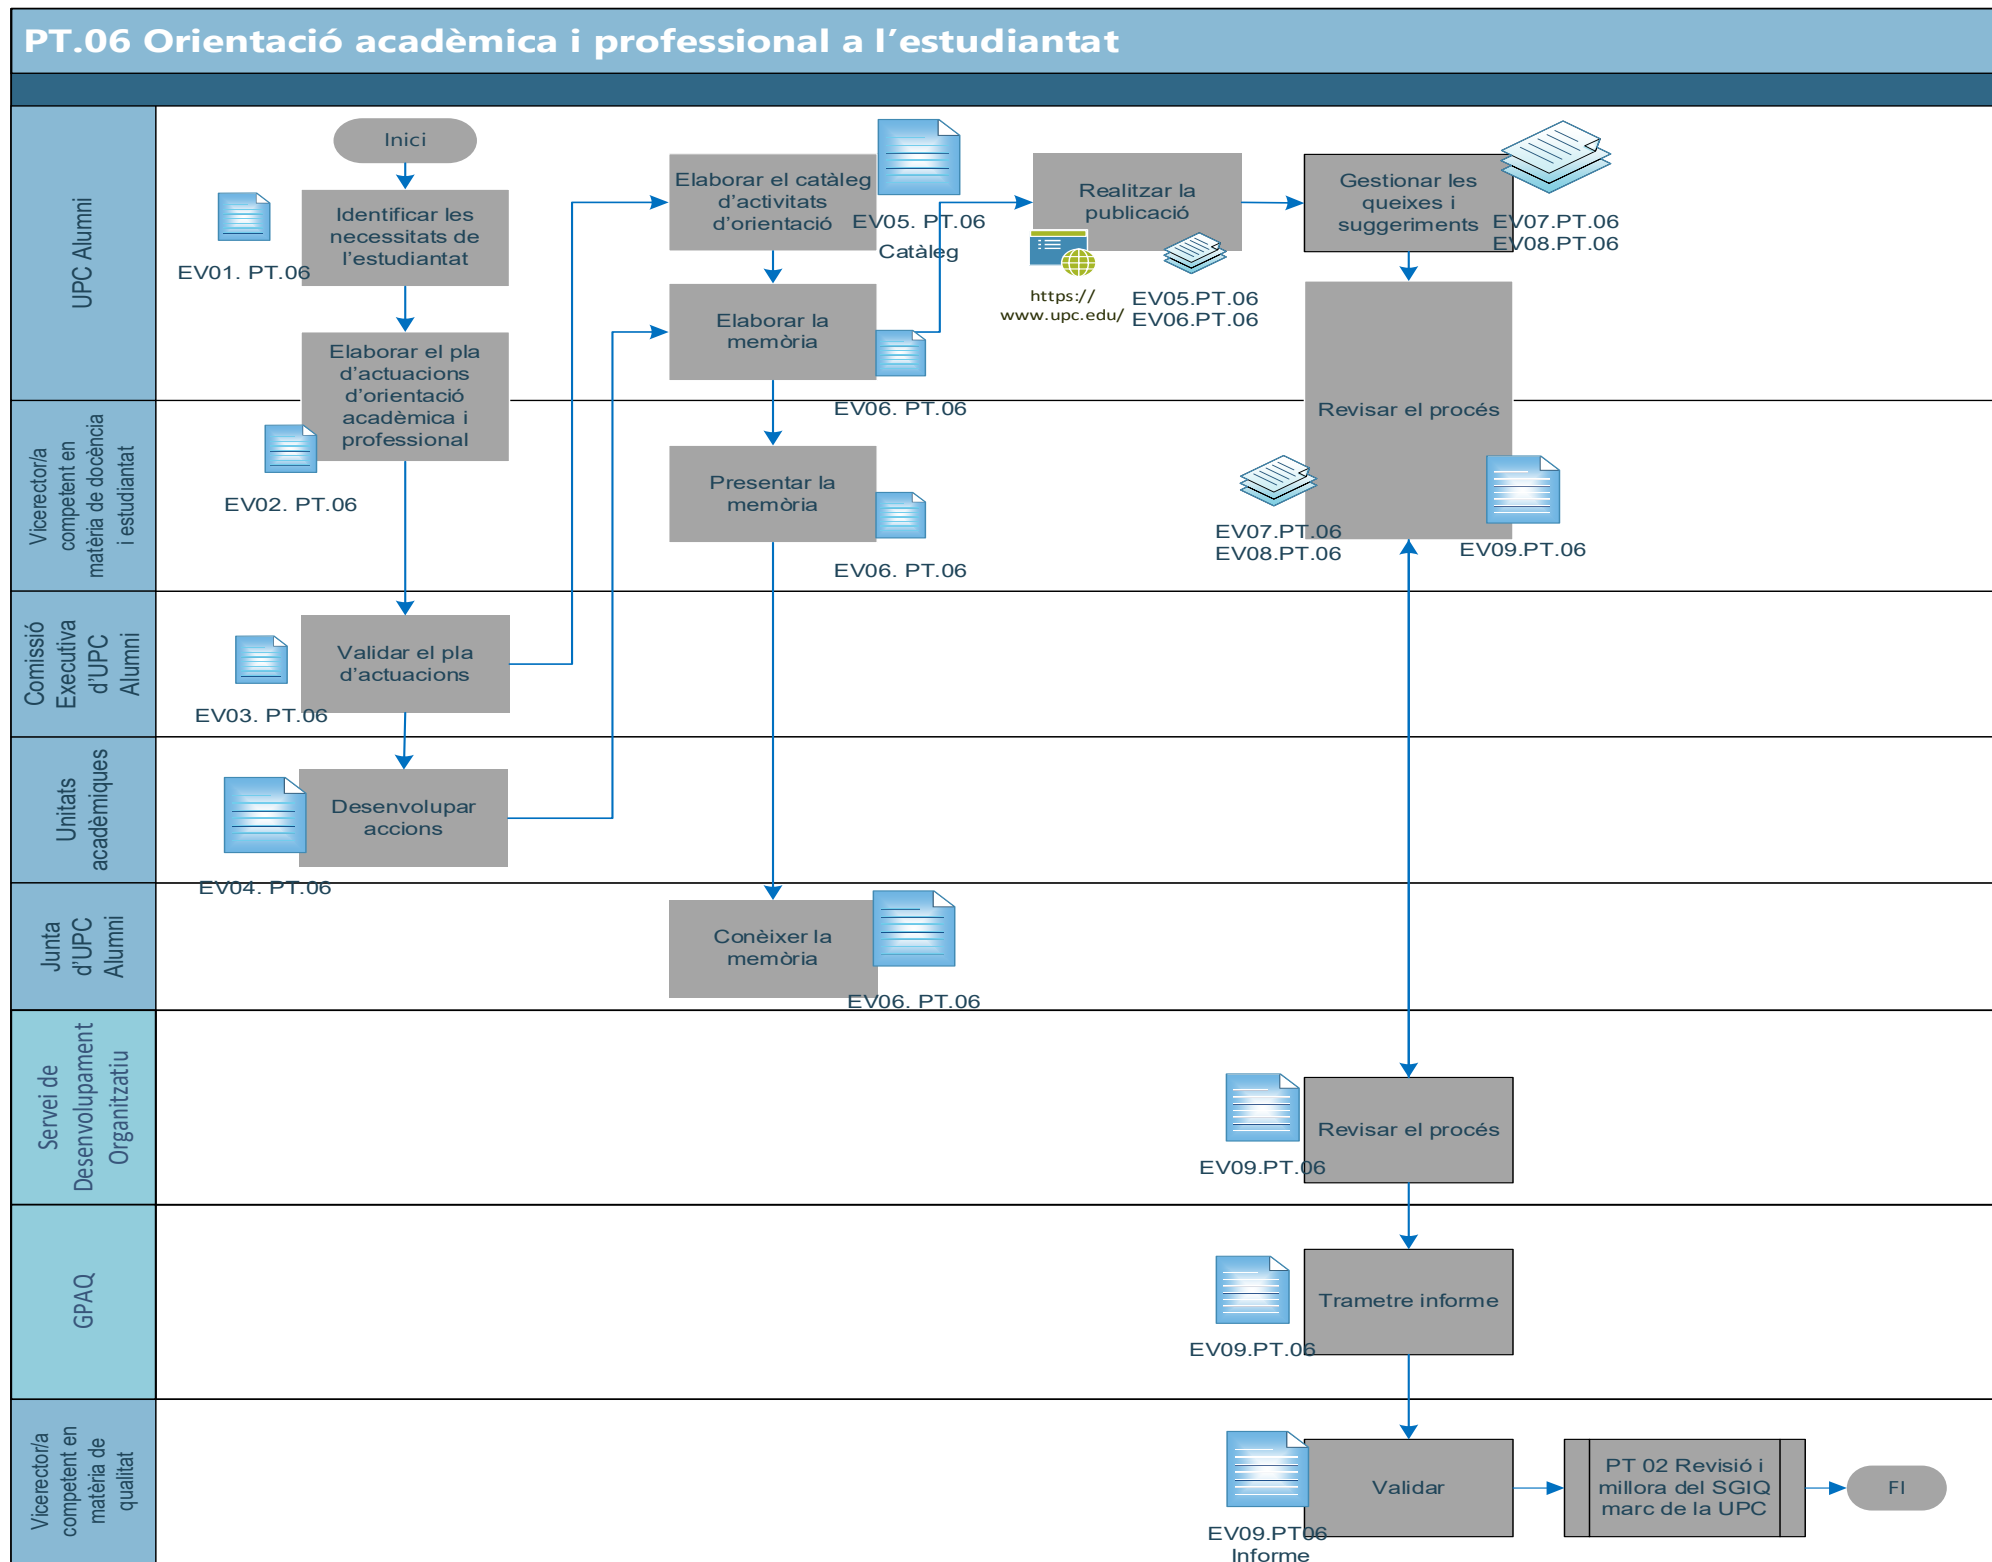 PT.06 Orientació acadèmica i professional a l’estudiantat
UPC Alumni
Inici
Identificar les
necessitats de
l’estudiantat
EV01. PT.06
Elaborar el pla
d’actuacions
d’orientació
acadèmica i
professional
EV02. PT.06
Elaborar el catàleg
d’activitats
d’orientació
EV05. PT.06
Catàleg
Elaborar la
memòria
EV06. PT.06
Realitzar la
publicació
https://
www.upc.edu/
EV05.PT.06
EV06.PT.06
Gestionar les
queixes i
suggeriments
EV07.PT.06
EV08.PT.06
Revisar el procés
Vicerector/a
competent en
matèria de docència
i estudiantat
Presentar la
memòria
EV06. PT.06
EV07.PT.06
EV08.PT.06
EV09.PT.06
Comissió
Executiva
d’UPC
Alumni
Validar el pla
d’actuacions
EV03. PT.06
Unitats
acadèmiques
Desenvolupar
accions
EV04. PT.06
Junta
d’UPC
Alumni
Conèixer la
memòria
EV06. PT.06
Servei de
Desenvolupament
Organitzatiu
Revisar el procés
EV09.PT.06
GPAQ
Trametre informe
EV09.PT.06
Vicerector/a
competent en
matèria de
qualitat
Validar
EV09.PT06
Informe
PT 02 Revisió i
millora del SGIQ
marc de la UPC
FI